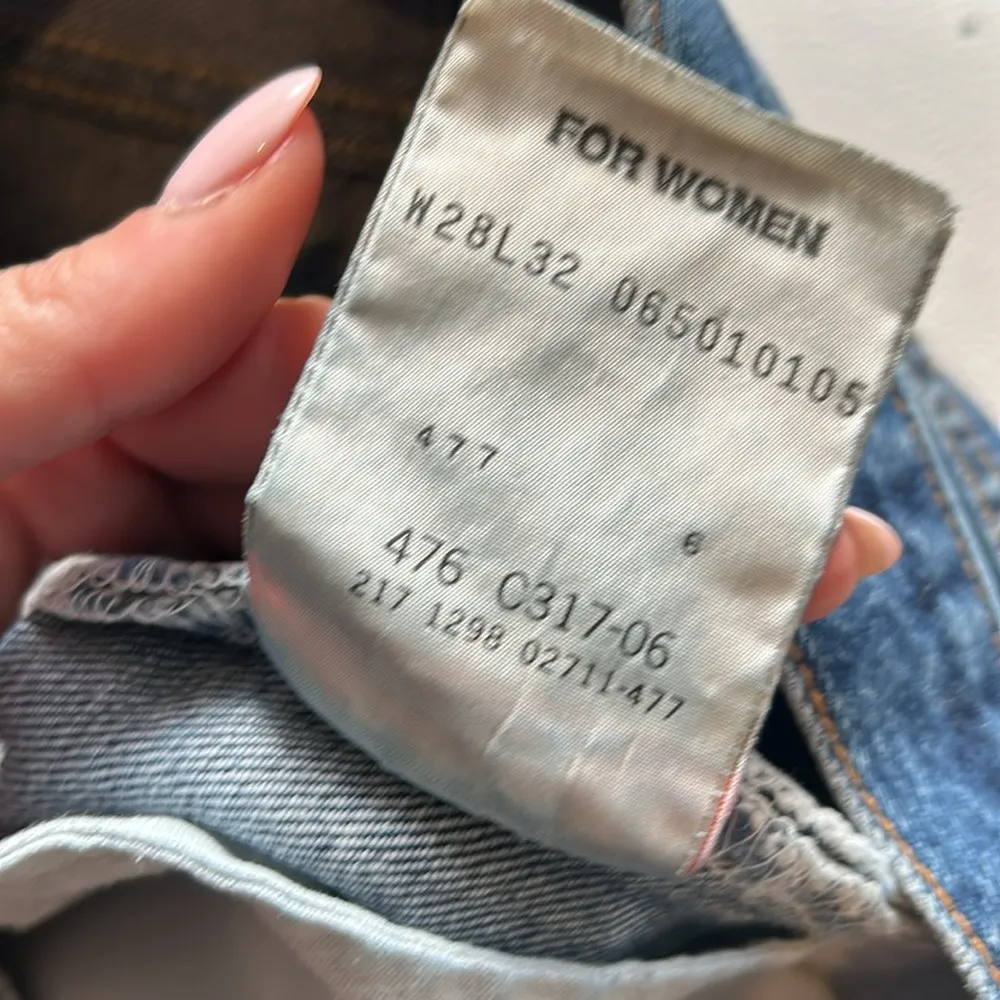 FOR WOMEN
W28L32 065010105
477
6
476 C317-06
217 1298 02711-477